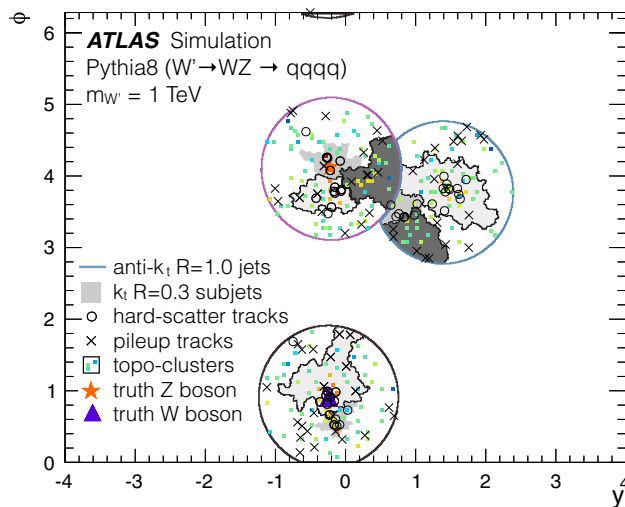 ϕ
ATLAS Simulation
Pythia8 (W'→WZ → qqqq)
m_W' = 1 TeV
6
5
4
3
2
1
0
anti-k_t R=1.0 jets
k_t R=0.3 subjets
hard-scatter tracks
pileup tracks
topo-clusters
truth Z boson
truth W boson
-4 -3 -2 -1 0 1 2 3 4
y